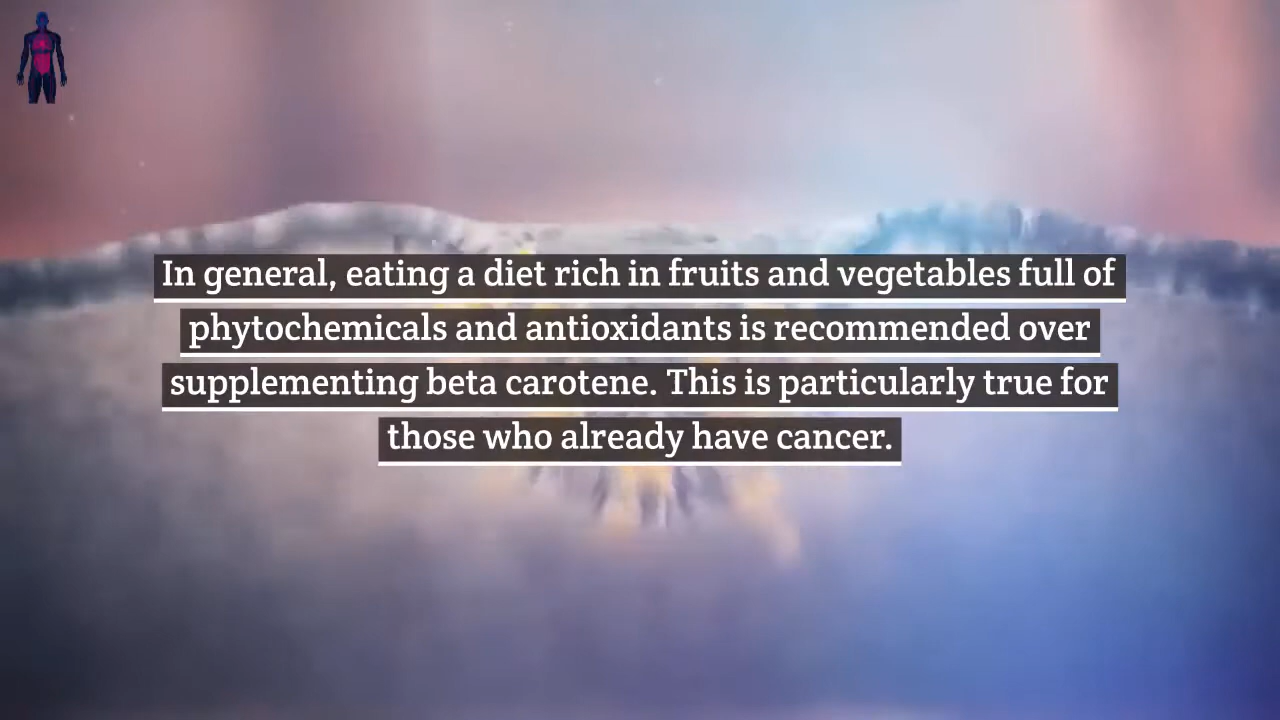 In general, eating a diet rich in fruits and vegetables full of
phytochemicals and antioxidants is recommended over
supplementing beta carotene. This is particularly true for
those who already have cancer.